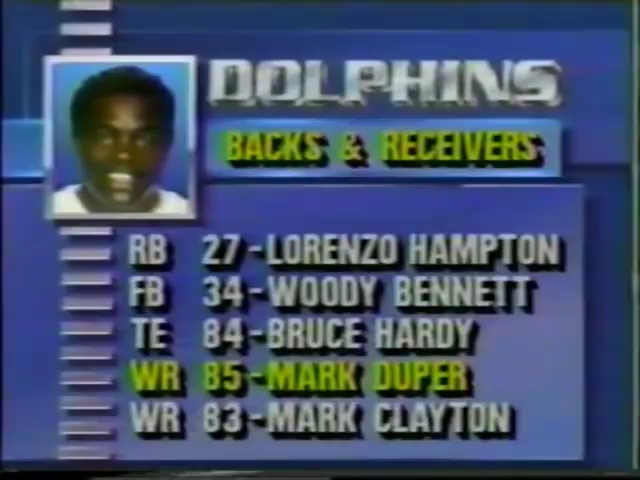 DOLPHINS
BACKS & RECEIVERS
RB 27-LORENZO HAMPTON
FB 34-WOODY BENNETT
TE 84-BRUCE HARDY
WR 85-MARK DUPER
WR 83-MARK CLAYTON